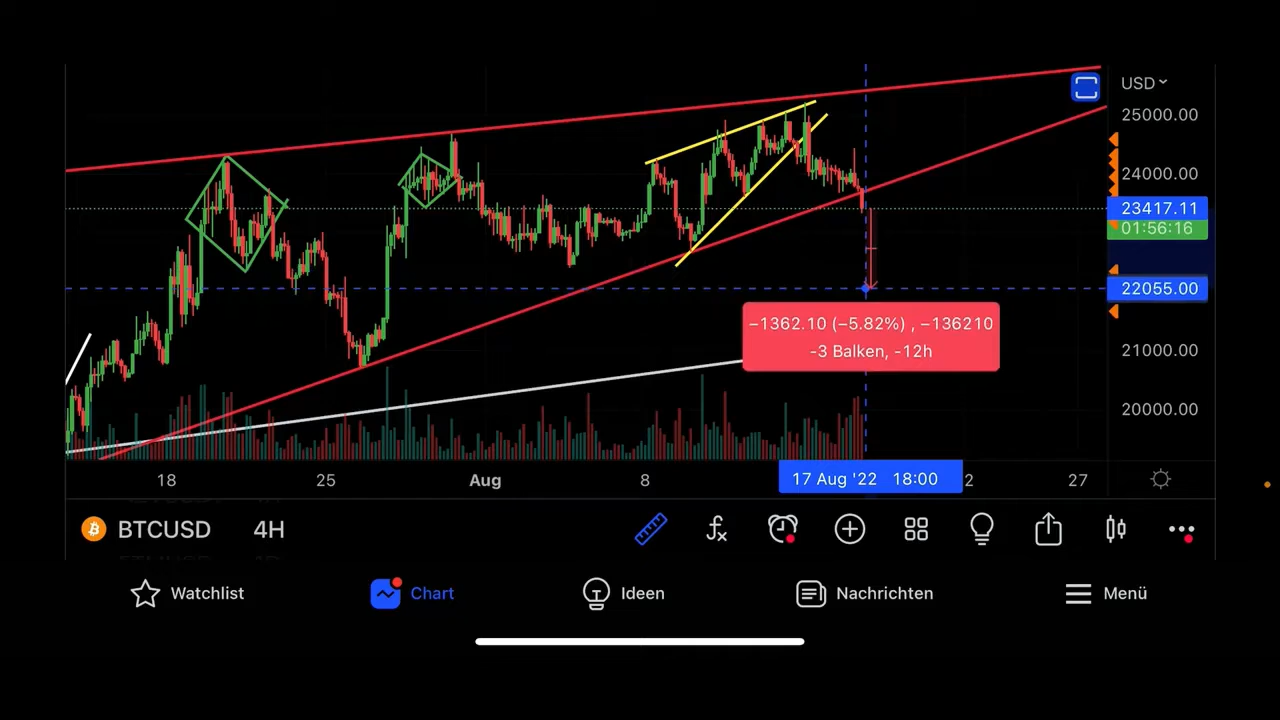 USD
25000.00
24000.00
23417.11
01:56:16
22055.00
−1362.10 (−5.82%) , −136210
-3 Balken, -12h
21000.00
20000.00
18 25 Aug 8 17 Aug '22 18:00 2 27
BTCUSD 4H
Watchlist Chart Ideen Nachrichten Menü